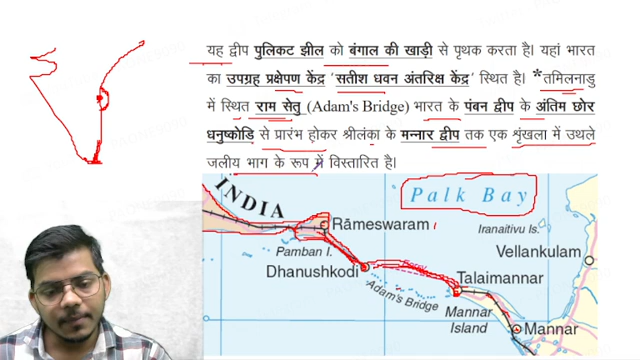 यह द्वीप पुलिकट झील को बंगाल की खाड़ी से पृथक करता है। यहां भारत
का उपग्रह प्रक्षेपण केंद्र 'सतीश धवन अंतरिक्ष केंद्र' स्थित है। *तमिलनाडु
में स्थित राम सेतु (Adam's Bridge) भारत के पंबन द्वीप के अंतिम छोर
धनुष्कोडि से प्रारंभ होकर श्रीलंका के मन्नार द्वीप तक एक शृंखला में उथले
जलीय भाग के रूप में विस्तारित है।
INDIA
Palk Bay
Rāmeswaram
Iranaitivu Is.
Pamban I.
Vellankulam
Dhanushkodi
Talaimannar
Adam's Bridge
Mannar
Island
Mannar